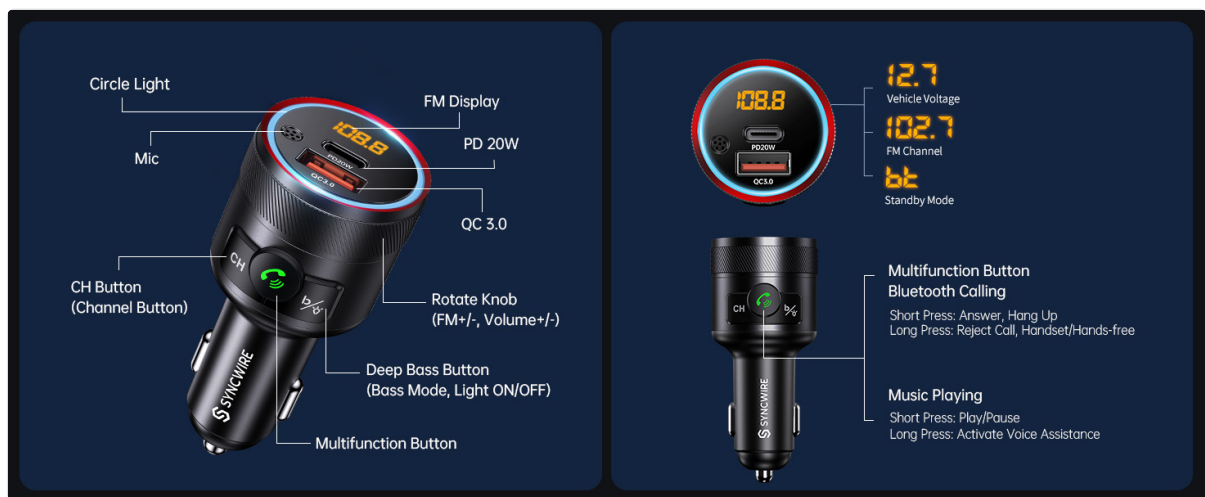 Circle Light
FM Display
108.8
PD 20W
Mic
PD20W
QC3.0
QC 3.0
CH
CH Button
(Channel Button)
Rotate Knob
(FM+/-, Volume+/-)
Deep Bass Button
(Bass Mode, Light ON/OFF)
SYNCWIRE
Multifunction Button
108.8
PD20W
QC3.0
12.7
Vehicle Voltage
102.7
FM Channel
bt
Standby Mode
CH
SYNCWIRE
Multifunction Button
Bluetooth Calling
Short Press: Answer, Hang Up
Long Press: Reject Call, Handset/Hands-free
Music Playing
Short Press: Play/Pause
Long Press: Activate Voice Assistance